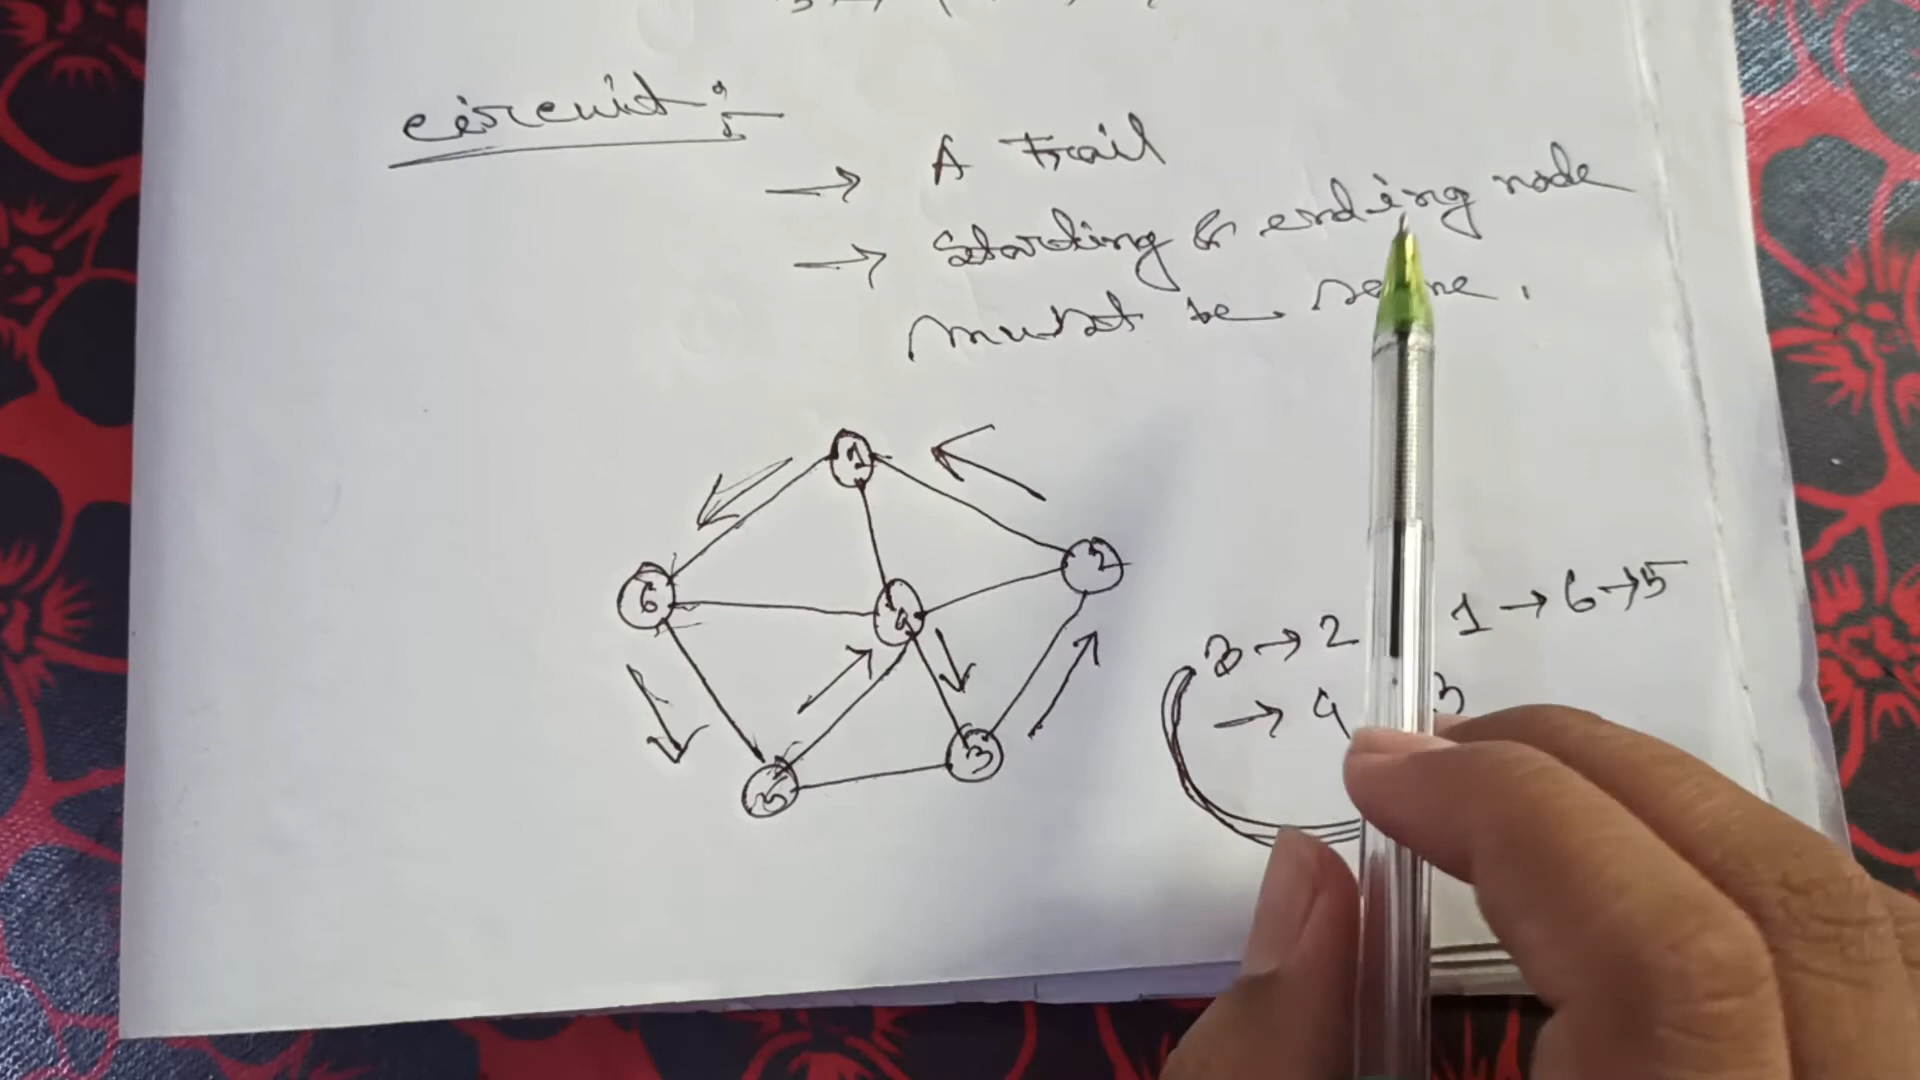 circuit :-
→ A Trail
→ Starting & ending node
must be same.
1
2
6
4
3
5
3 → 2 1 → 6 → 5
→ 4 3